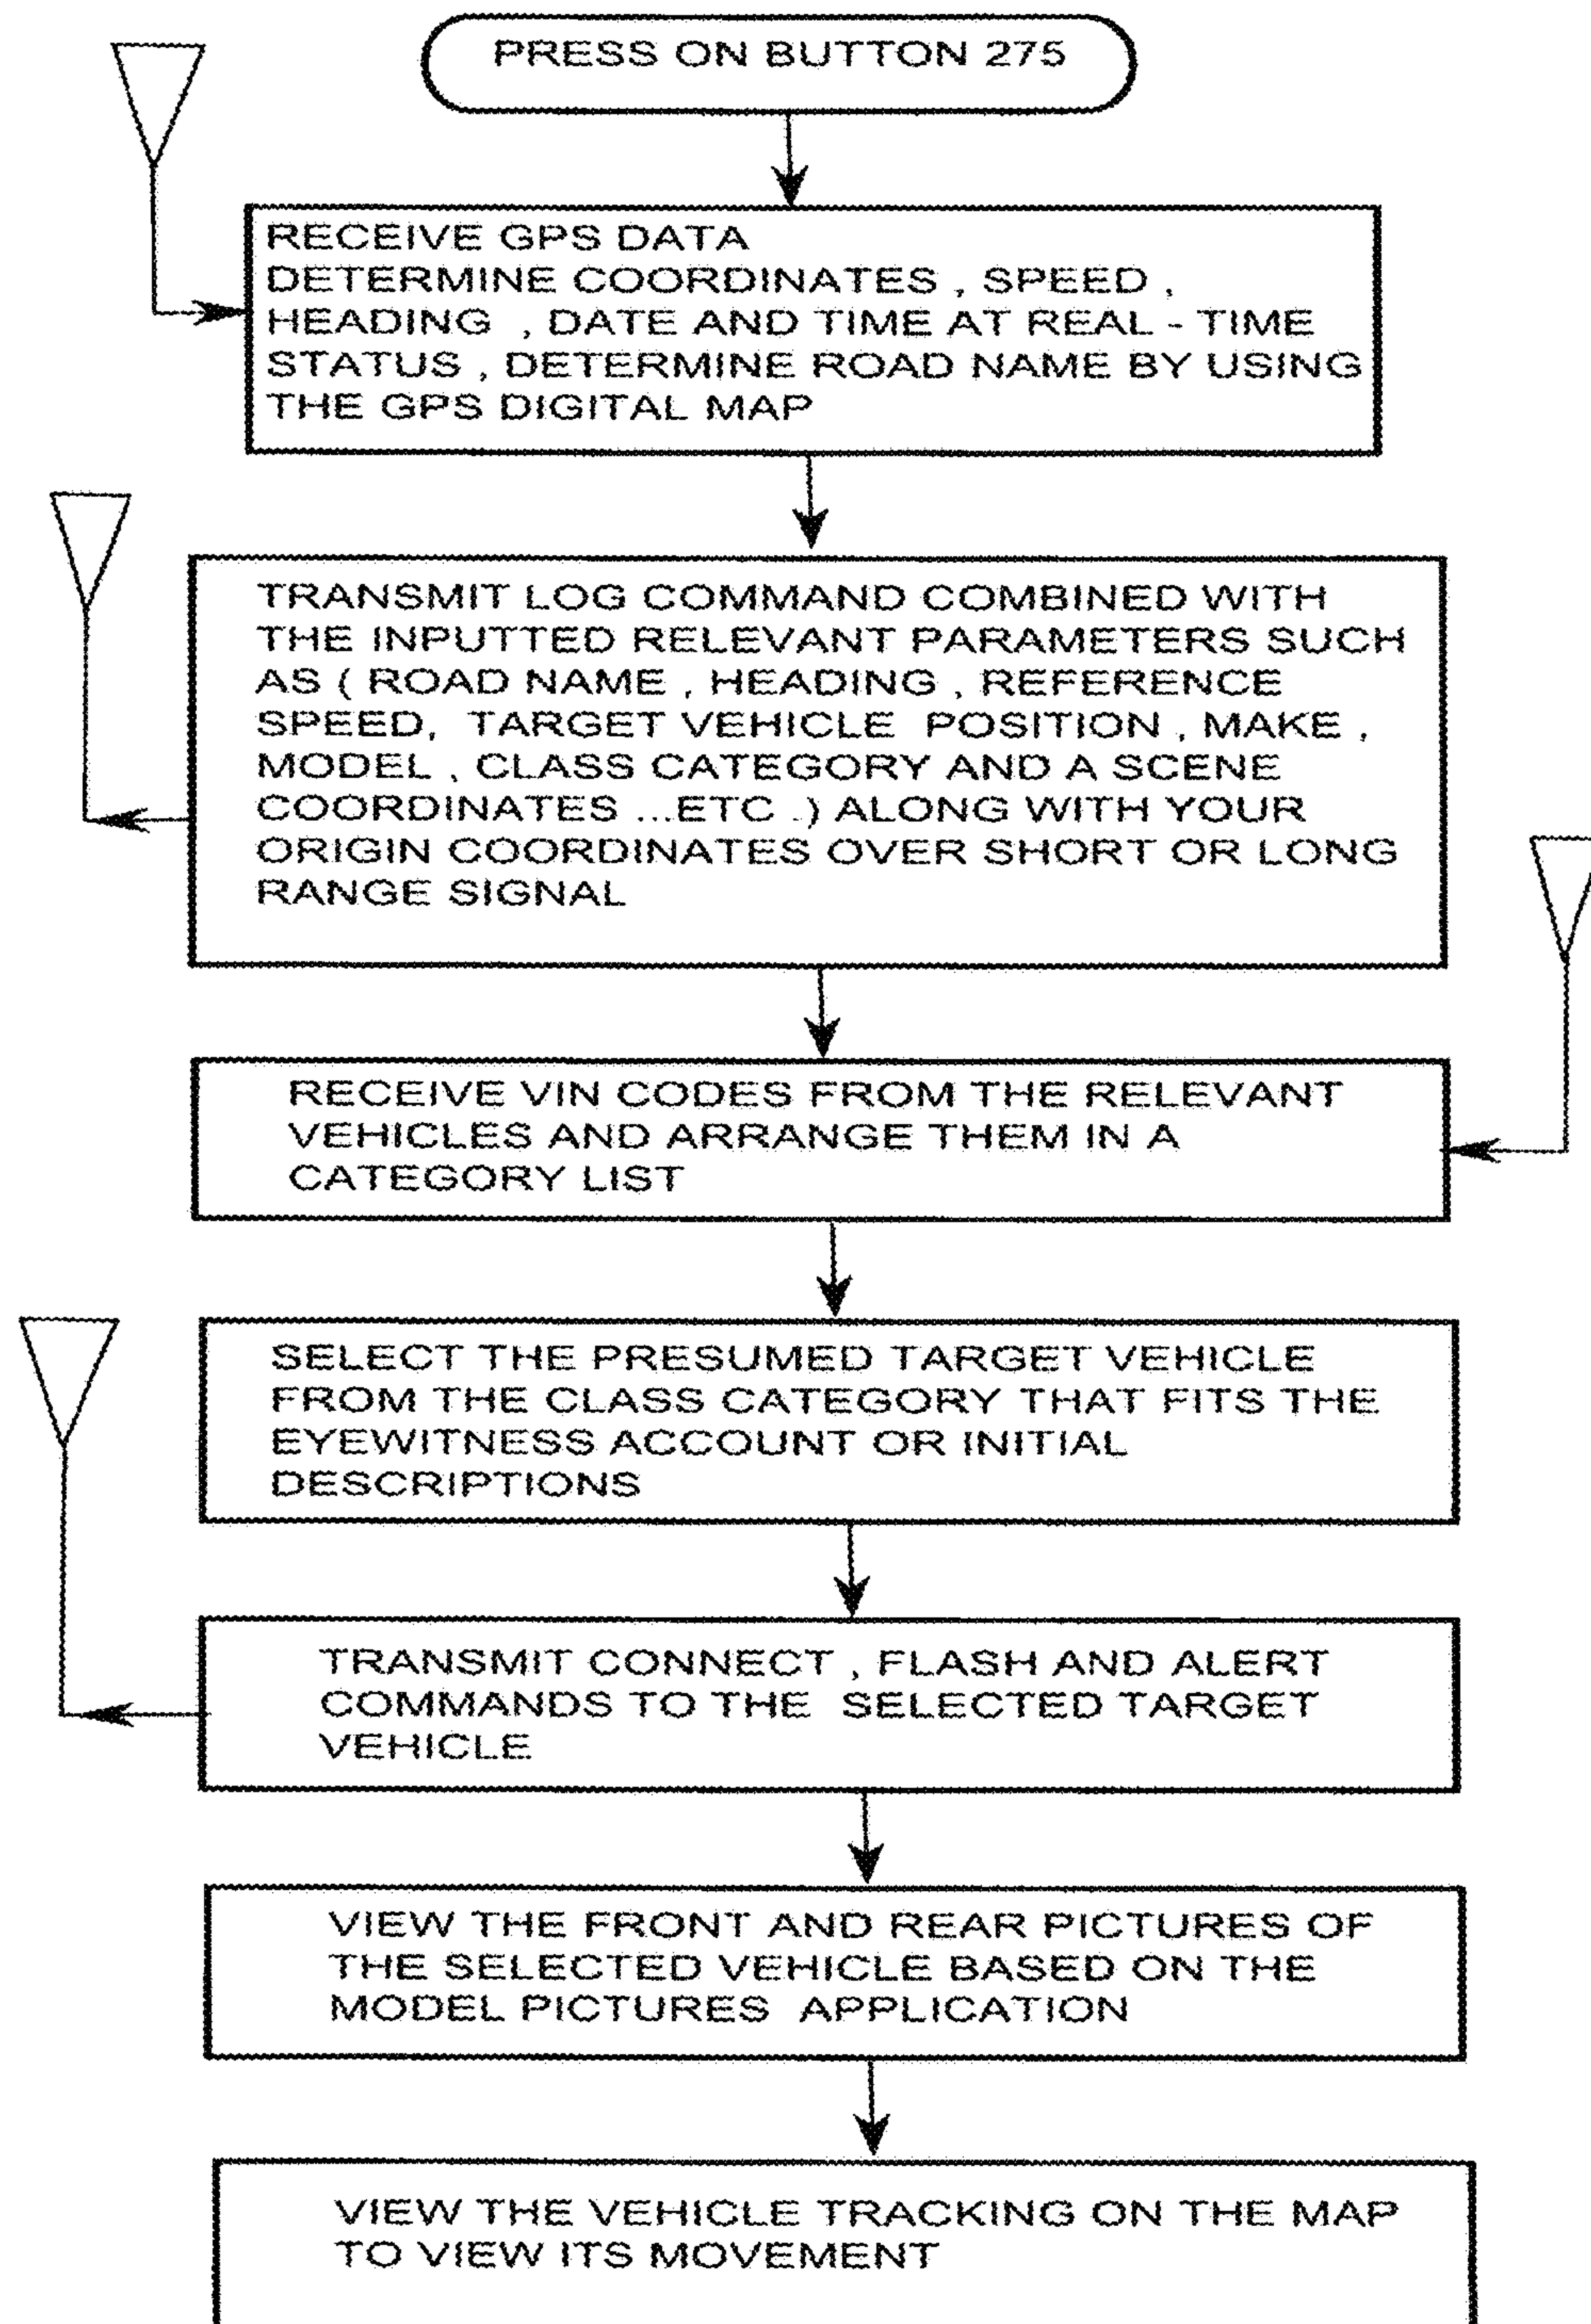 PRESS ON BUTTON 275
RECEIVE GPS DATA
DETERMINE COORDINATES , SPEED ,
HEADING , DATE AND TIME AT REAL - TIME
STATUS , DETERMINE ROAD NAME BY USING
THE GPS DIGITAL MAP
TRANSMIT LOG COMMAND COMBINED WITH
THE INPUTTED RELEVANT PARAMETERS SUCH
AS ( ROAD NAME , HEADING , REFERENCE
SPEED, TARGET VEHICLE POSITION , MAKE ,
MODEL , CLASS CATEGORY AND A SCENE
COORDINATES ...ETC .) ALONG WITH YOUR
ORIGIN COORDINATES OVER SHORT OR LONG
RANGE SIGNAL
RECEIVE VIN CODES FROM THE RELEVANT
VEHICLES AND ARRANGE THEM IN A
CATEGORY LIST
SELECT THE PRESUMED TARGET VEHICLE
FROM THE CLASS CATEGORY THAT FITS THE
EYEWITNESS ACCOUNT OR INITIAL
DESCRIPTIONS
TRANSMIT CONNECT , FLASH AND ALERT
COMMANDS TO THE SELECTED TARGET
VEHICLE
VIEW THE FRONT AND REAR PICTURES OF
THE SELECTED VEHICLE BASED ON THE
MODEL PICTURES APPLICATION
VIEW THE VEHICLE TRACKING ON THE MAP
TO VIEW ITS MOVEMENT